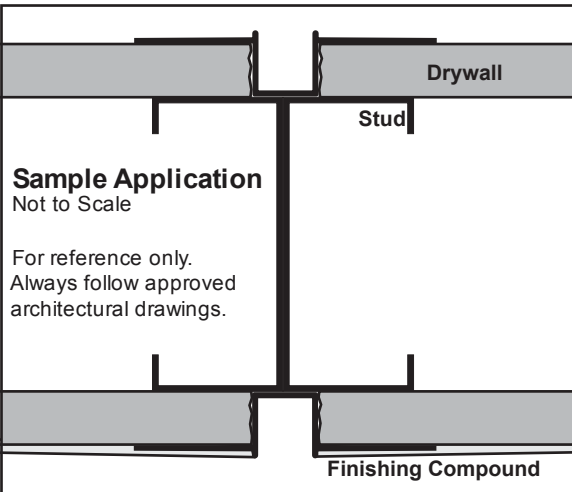 Drywall
Stud
Sample Application
Not to Scale
For reference only.
Always follow approved
architectural drawings.
Finishing Compound